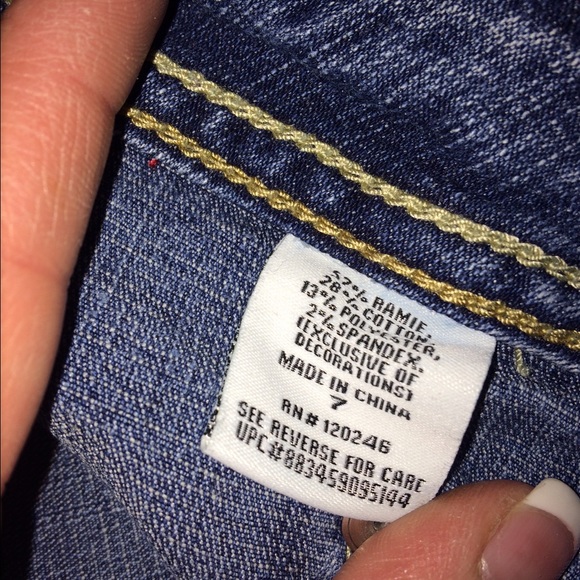 57% RAMIE,
28% COTTON,
13% POLYESTER,
2% SPANDEX,
(EXCLUSIVE OF
DECORATIONS)
MADE IN CHINA
7
RN# 120246
SEE REVERSE FOR CARE
UPC#883459095144